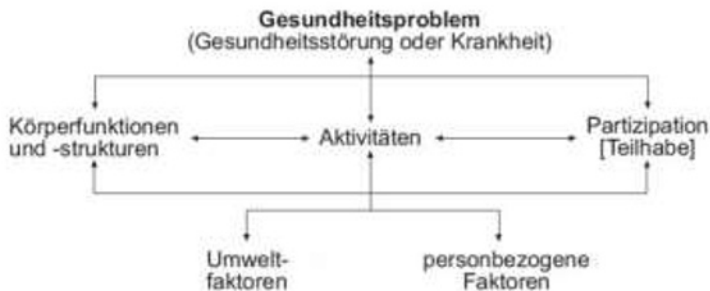 Gesundheitsproblem
(Gesundheitsstörung oder Krankheit)
Körperfunktionen
und -strukturen
Aktivitäten
Partizipation
[Teilhabe]
Umwelt-
faktoren
personbezogene
Faktoren